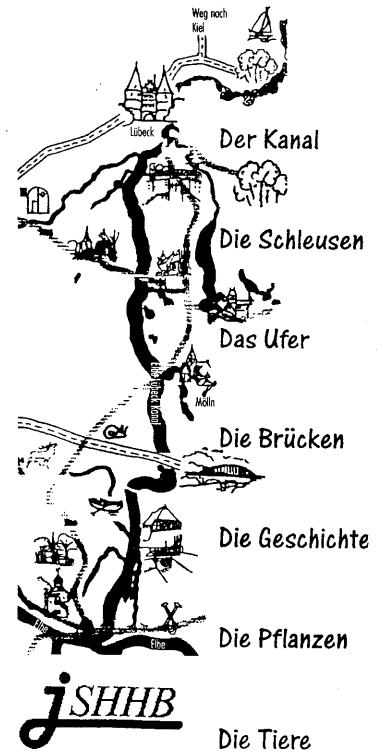 Weg nach
Kiel
Lübeck
Der Kanal
Die Schleusen
Das Ufer
Mölln
Die Brücken
Die Geschichte
Elbe
Elbe
Die Pflanzen
jSHHB
Die Tiere